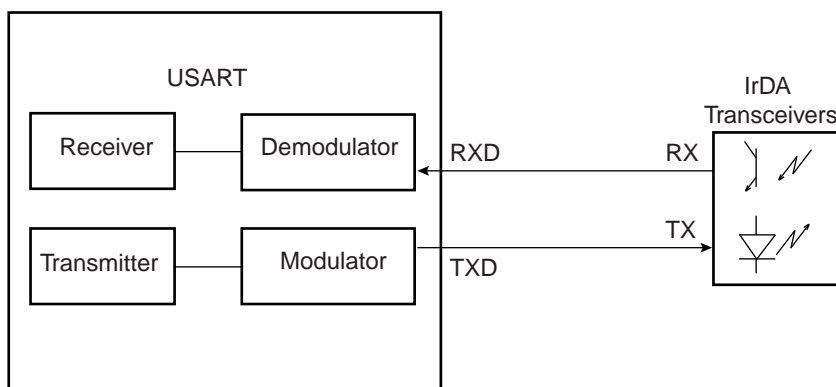 USART
IrDA
Transceivers
Receiver
Demodulator
RXD
RX
Transmitter
Modulator
TXD
TX